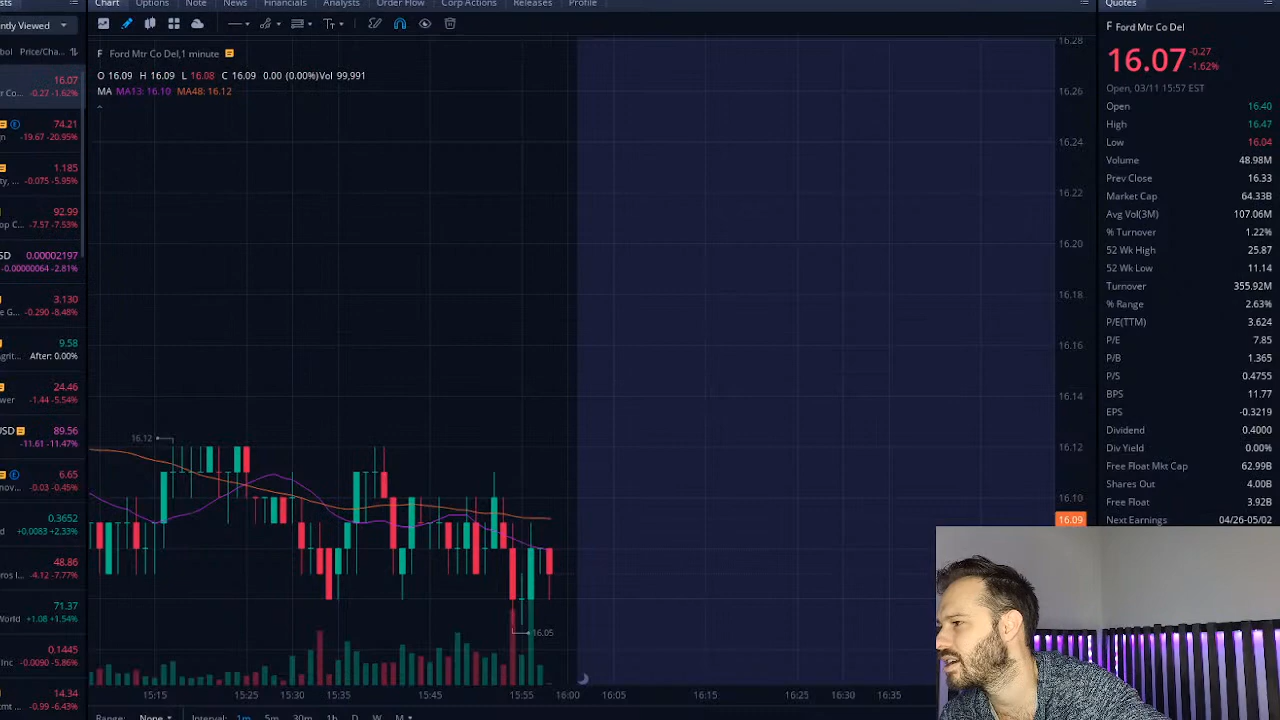 sts
Chart Options Note News Financials Analysts Order Flow Corp Actions Releases Profile
Quotes
ntly Viewed
bol Price/Cha...
F Ford Mtr Co Del,1 minute
O 16.09 H 16.09 L 16.08 C 16.09 0.00 (0.00%) Vol 99,991
MA MA13: 16.10 MA48: 16.12
16.07
r Co... -0.27 -1.62%
74.21
gn -19.67 -20.95%
1.185
ty, ... -0.075 -5.95%
92.99
op C... -7.57 -7.53%
SD 0.00002197
-0.00000064 -2.81%
3.130
e G... -0.290 -8.48%
9.58
Agrit... After: 0.00%
24.46
ower -1.44 -5.54%
USD 89.56
-11.61 -11.47%
6.65
nov... -0.03 -0.45%
0.3652
d +0.0083 +2.33%
48.86
ros I... -4.12 -7.77%
71.37
World +1.08 +1.54%
0.1445
Inc -0.0090 -5.86%
14.34
tmt ... -0.99 -6.43%
16.12
16.05
16.28
16.26
16.24
16.22
16.20
16.18
16.16
16.14
16.12
16.10
16.09
15:15 15:25 15:30 15:35 15:45 15:55 16:00 16:05 16:15 16:25 16:30 16:35
Range: None Interval: 1m 5m 30m 1h D W M
F Ford Mtr Co Del
16.07 -0.27
-1.62%
Open, 03/11 15:57 EST
Open 16.40
High 16.47
Low 16.04
Volume 48.98M
Prev Close 16.33
Market Cap 64.33B
Avg Vol(3M) 107.06M
% Turnover 1.22%
52 Wk High 25.87
52 Wk Low 11.14
Turnover 355.92M
% Range 2.63%
P/E(TTM) 3.624
P/E 7.85
P/B 1.365
P/S 0.4755
BPS 11.77
EPS -0.3219
Dividend 0.4000
Div Yield 0.00%
Free Float Mkt Cap 62.99B
Shares Out 4.00B
Free Float 3.92B
Next Earnings 04/26-05/02